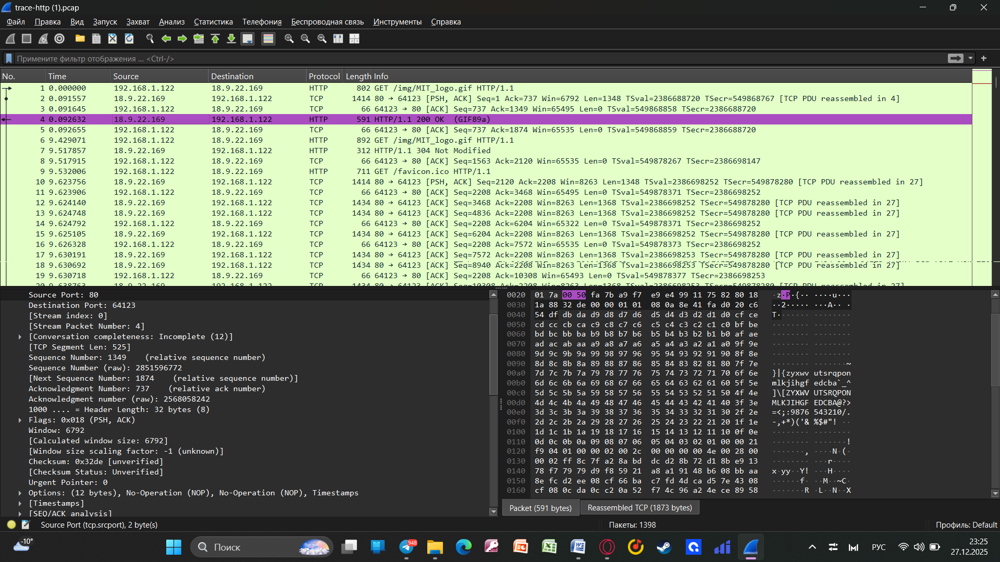 trace-http (1).pcap
Файл Правка Вид Запуск Захват Анализ Статистика Телефония Беспроводная связь Инструменты Справка
Примените фильтр отображения ... <Ctrl-/>
No. Time Source Destination Protocol Length Info
1 0.000000 192.168.1.122 18.9.22.169 HTTP 802 GET /img/MIT_logo.gif HTTP/1.1
2 0.091557 18.9.22.169 192.168.1.122 TCP 1414 80 → 64123 [PSH, ACK] Seq=1 Ack=737 Win=6792 Len=1348 TSval=2386688720 TSecr=549868767 [TCP PDU reassembled in 4]
3 0.091645 192.168.1.122 18.9.22.169 TCP 66 64123 → 80 [ACK] Seq=737 Ack=1349 Win=65495 Len=0 TSval=549868858 TSecr=2386688720
4 0.092632 18.9.22.169 192.168.1.122 HTTP 591 HTTP/1.1 200 OK (GIF89a)
5 0.092655 192.168.1.122 18.9.22.169 TCP 66 64123 → 80 [ACK] Seq=737 Ack=1874 Win=65535 Len=0 TSval=549868859 TSecr=2386688720
6 9.429071 192.168.1.122 18.9.22.169 HTTP 892 GET /img/MIT_logo.gif HTTP/1.1
7 9.517857 18.9.22.169 192.168.1.122 HTTP 312 HTTP/1.1 304 Not Modified
8 9.517915 192.168.1.122 18.9.22.169 TCP 66 64123 → 80 [ACK] Seq=1563 Ack=2120 Win=65535 Len=0 TSval=549878267 TSecr=2386698147
9 9.532006 192.168.1.122 18.9.22.169 HTTP 711 GET /favicon.ico HTTP/1.1
10 9.623756 18.9.22.169 192.168.1.122 TCP 1414 80 → 64123 [PSH, ACK] Seq=2120 Ack=2208 Win=8263 Len=1348 TSval=2386698252 TSecr=549878280 [TCP PDU reassembled in 27]
11 9.623906 192.168.1.122 18.9.22.169 TCP 66 64123 → 80 [ACK] Seq=2208 Ack=3468 Win=65495 Len=0 TSval=549878371 TSecr=2386698252
12 9.624140 18.9.22.169 192.168.1.122 TCP 1434 80 → 64123 [ACK] Seq=3468 Ack=2208 Win=8263 Len=1368 TSval=2386698252 TSecr=549878280 [TCP PDU reassembled in 27]
13 9.624748 18.9.22.169 192.168.1.122 TCP 1434 80 → 64123 [ACK] Seq=4836 Ack=2208 Win=8263 Len=1368 TSval=2386698252 TSecr=549878280 [TCP PDU reassembled in 27]
14 9.624792 192.168.1.122 18.9.22.169 TCP 66 64123 → 80 [ACK] Seq=2208 Ack=6204 Win=65322 Len=0 TSval=549878371 TSecr=2386698252
15 9.625105 18.9.22.169 192.168.1.122 TCP 1434 80 → 64123 [ACK] Seq=6204 Ack=2208 Win=8263 Len=1368 TSval=2386698252 TSecr=549878280 [TCP PDU reassembled in 27]
16 9.626328 192.168.1.122 18.9.22.169 TCP 66 64123 → 80 [ACK] Seq=2208 Ack=7572 Win=65535 Len=0 TSval=549878373 TSecr=2386698252
17 9.630191 18.9.22.169 192.168.1.122 TCP 1434 80 → 64123 [ACK] Seq=7572 Ack=2208 Win=8263 Len=1368 TSval=2386698253 TSecr=549878280 [TCP PDU reassembled in 27]
18 9.630692 18.9.22.169 192.168.1.122 TCP 1434 80 → 64123 [ACK] Seq=8940 Ack=2208 Win=8263 Len=1368 TSval=2386698253 TSecr=549878280 [TCP PDU reassembled in 27]
19 9.630718 192.168.1.122 18.9.22.169 TCP 66 64123 → 80 [ACK] Seq=2208 Ack=10308 Win=65493 Len=0 TSval=549878377 TSecr=2386698253
20 9.638763 18.9.22.169 192.168.1.122 TCP 1434 80 → 64123 [ACK] Seq=10308 Ack=2208 Win=8263 Len=1368 TSval=2386698253 TSecr=549878280 [TCP PDU reassembled in 27]
Source Port: 80
Destination Port: 64123
[Stream index: 0]
[Stream Packet Number: 4]
[Conversation completeness: Incomplete (12)]
[TCP Segment Len: 525]
Sequence Number: 1349 (relative sequence number)
Sequence Number (raw): 2851596772
[Next Sequence Number: 1874 (relative sequence number)]
Acknowledgment Number: 737 (relative ack number)
Acknowledgment number (raw): 2568058242
1000 .... = Header Length: 32 bytes (8)
Flags: 0x018 (PSH, ACK)
Window: 6792
[Calculated window size: 6792]
[Window size scaling factor: -1 (unknown)]
Checksum: 0x32de [unverified]
[Checksum Status: Unverified]
Urgent Pointer: 0
Options: (12 bytes), No-Operation (NOP), No-Operation (NOP), Timestamps
[Timestamps]
[SEQ/ACK analysis]
0020 01 7a 00 50 fa 7b a9 f7 e9 e4 99 11 75 82 80 18 ·z·P·{·· ····u···
0030 1a 88 32 de 00 00 01 01 08 0a 8e 41 fa d0 20 c6 ··2····· ···A·· ·
0040 54 df db da d9 d8 d7 d6 d5 d4 d3 d2 d1 d0 cf ce T······· ········
0050 cd cc cb ca c9 c8 c7 c6 c5 c4 c3 c2 c1 c0 bf be ········ ········
0060 bd bc bb ba b9 b8 b7 b6 b5 b4 b3 b2 b1 b0 af ae ········ ········
0070 ad ac ab aa a9 a8 a7 a6 a5 a4 a3 a2 a1 a0 9f 9e ········ ········
0080 9d 9c 9b 9a 99 98 97 96 95 94 93 92 91 90 8f 8e ········ ········
0090 8d 8c 8b 8a 89 88 87 86 85 84 83 82 81 80 7f 7e ········ ·······~
00a0 7d 7c 7b 7a 79 78 77 76 75 74 73 72 71 70 6f 6e }|{zyxwv utsrqpon
00b0 6d 6c 6b 6a 69 68 67 66 65 64 63 62 61 60 5f 5e mlkjihgf edcba`_^
00c0 5d 5c 5b 5a 59 58 57 56 55 54 53 52 51 50 4f 4e ]\[ZYXWV UTSRQPON
00d0 4d 4c 4b 4a 49 48 47 46 45 44 43 42 41 40 3f 3e MLKJIHGF EDCBA@?>
00e0 3d 3c 3b 3a 39 38 37 36 35 34 33 32 31 30 2f 2e =<;:9876 543210/.
00f0 2d 2c 2b 2a 29 28 27 26 25 24 23 22 21 20 1f 1e -,+*)('& %$#"! ··
0100 1d 1c 1b 1a 19 18 17 16 15 14 13 12 11 10 0f 0e ········ ········
0110 0d 0c 0b 0a 09 08 07 06 05 04 03 02 01 00 00 21 ········ ·······!
0120 f9 04 01 00 00 02 00 2c 00 00 00 00 4e 00 28 00 ·······, ····N·(·
0130 00 02 ff 8c 7f a2 8a bd dc d2 8b 72 d1 8b e9 13 ········ ···r····
0140 78 f7 79 79 d9 f8 59 21 a8 a1 91 48 b6 08 bb aa x·yy··Y! ···H····
0150 8e fc d2 ee 08 cf 66 ba c7 fd 4d ca d5 7e 43 08 ······f· ··M··~C·
0160 cf 08 0c da 0c c2 0a 52 f7 4c 96 a2 4e ce 89 58 ·······R ·L··N··X
Packet (591 bytes) Reassembled TCP (1873 bytes)
Source Port (tcp.srcport), 2 byte(s) Пакеты: 1398 Профиль: Default
-10° Поиск 948 РУС 23:25
27.12.2025